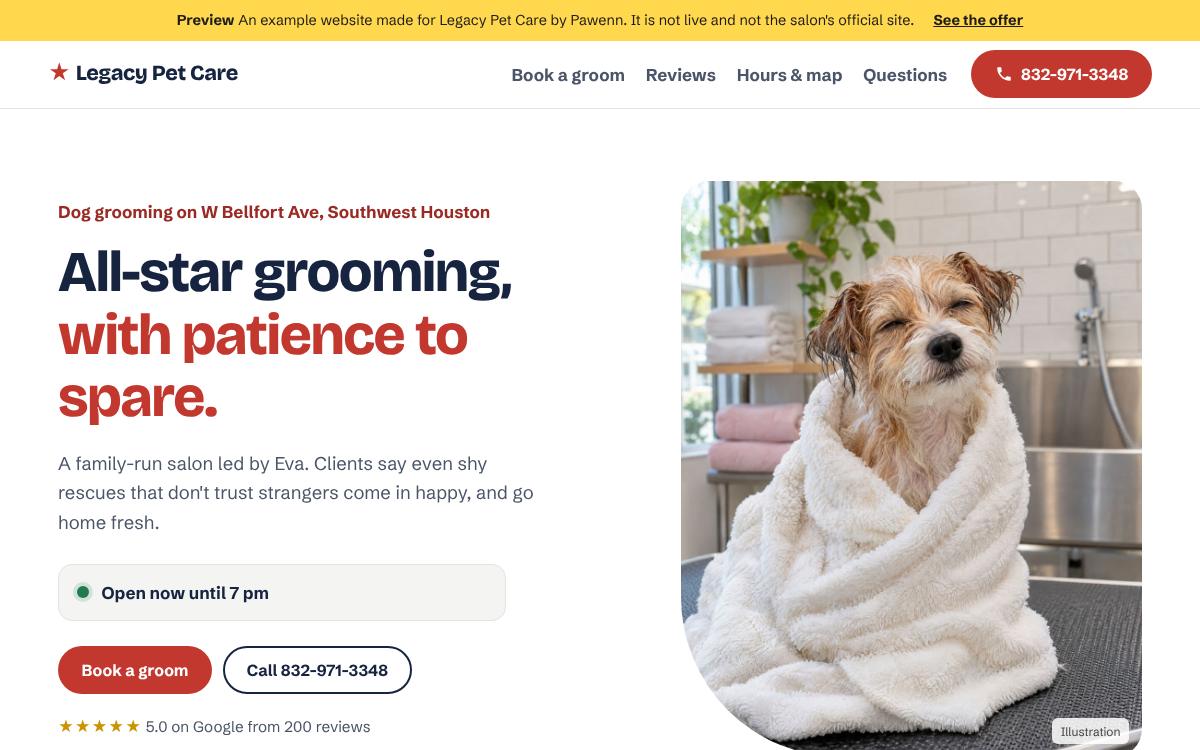 Preview An example website made for Legacy Pet Care by Pawenn. It is not live and not the salon's official site. See the offer
★ Legacy Pet Care
Book a groom Reviews Hours & map Questions 832-971-3348
Dog grooming on W Bellfort Ave, Southwest Houston
All-star grooming,
with patience to
spare.
A family-run salon led by Eva. Clients say even shy
rescues that don't trust strangers come in happy, and go
home fresh.
Open now until 7 pm
Book a groom Call 832-971-3348
★★★★★ 5.0 on Google from 200 reviews
Illustration